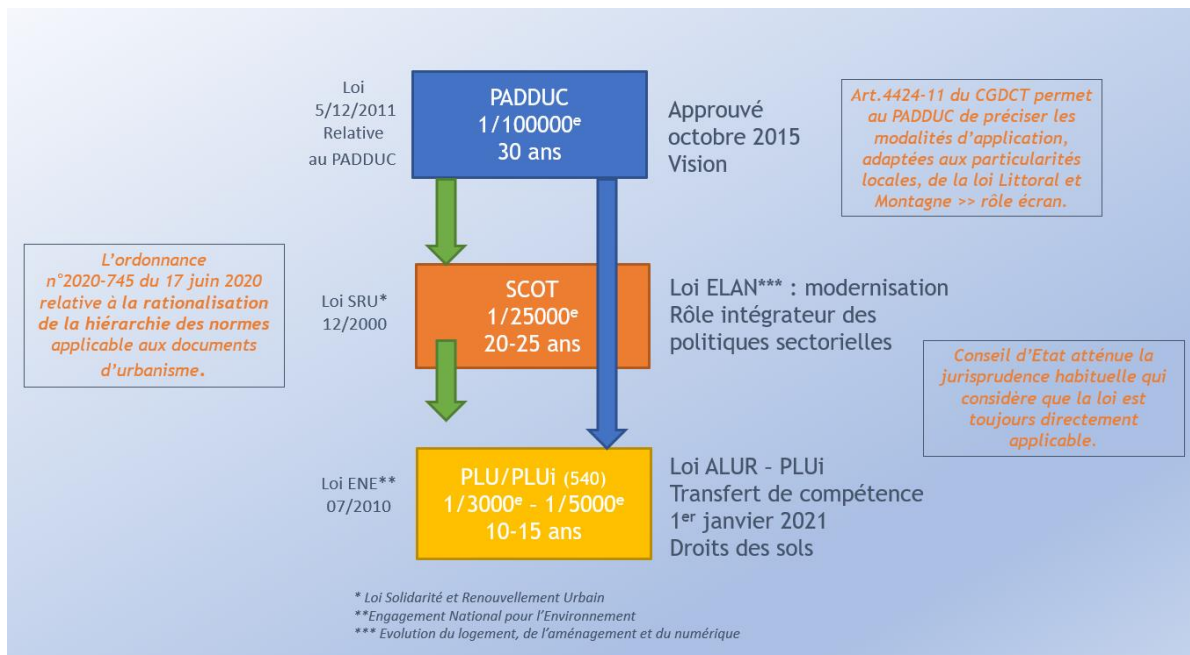 Loi
5/12/2011
Relative
au PADDUC
PADDUC
1/100000ᵉ
30 ans
Approuvé
octobre 2015
Vision
Art.4424-11 du CGDCT permet
au PADDUC de préciser les
modalités d’application,
adaptées aux particularités
locales, de la loi Littoral et
Montagne >> rôle écran.
L’ordonnance
n°2020-745 du 17 juin 2020
relative à la rationalisation
de la hiérarchie des normes
applicable aux documents
d’urbanisme.
Loi SRU*
12/2000
SCOT
1/25000ᵉ
20-25 ans
Loi ELAN*** : modernisation
Rôle intégrateur des
politiques sectorielles
Conseil d’Etat atténue la
jurisprudence habituelle qui
considère que la loi est
toujours directement
applicable.
Loi ENE**
07/2010
PLU/PLUi (540)
1/3000ᵉ - 1/5000ᵉ
10-15 ans
Loi ALUR - PLUi
Transfert de compétence
1ᵉʳ janvier 2021
Droits des sols
* Loi Solidarité et Renouvellement Urbain
**Engagement National pour l’Environnement
*** Evolution du logement, de l’aménagement et du numérique